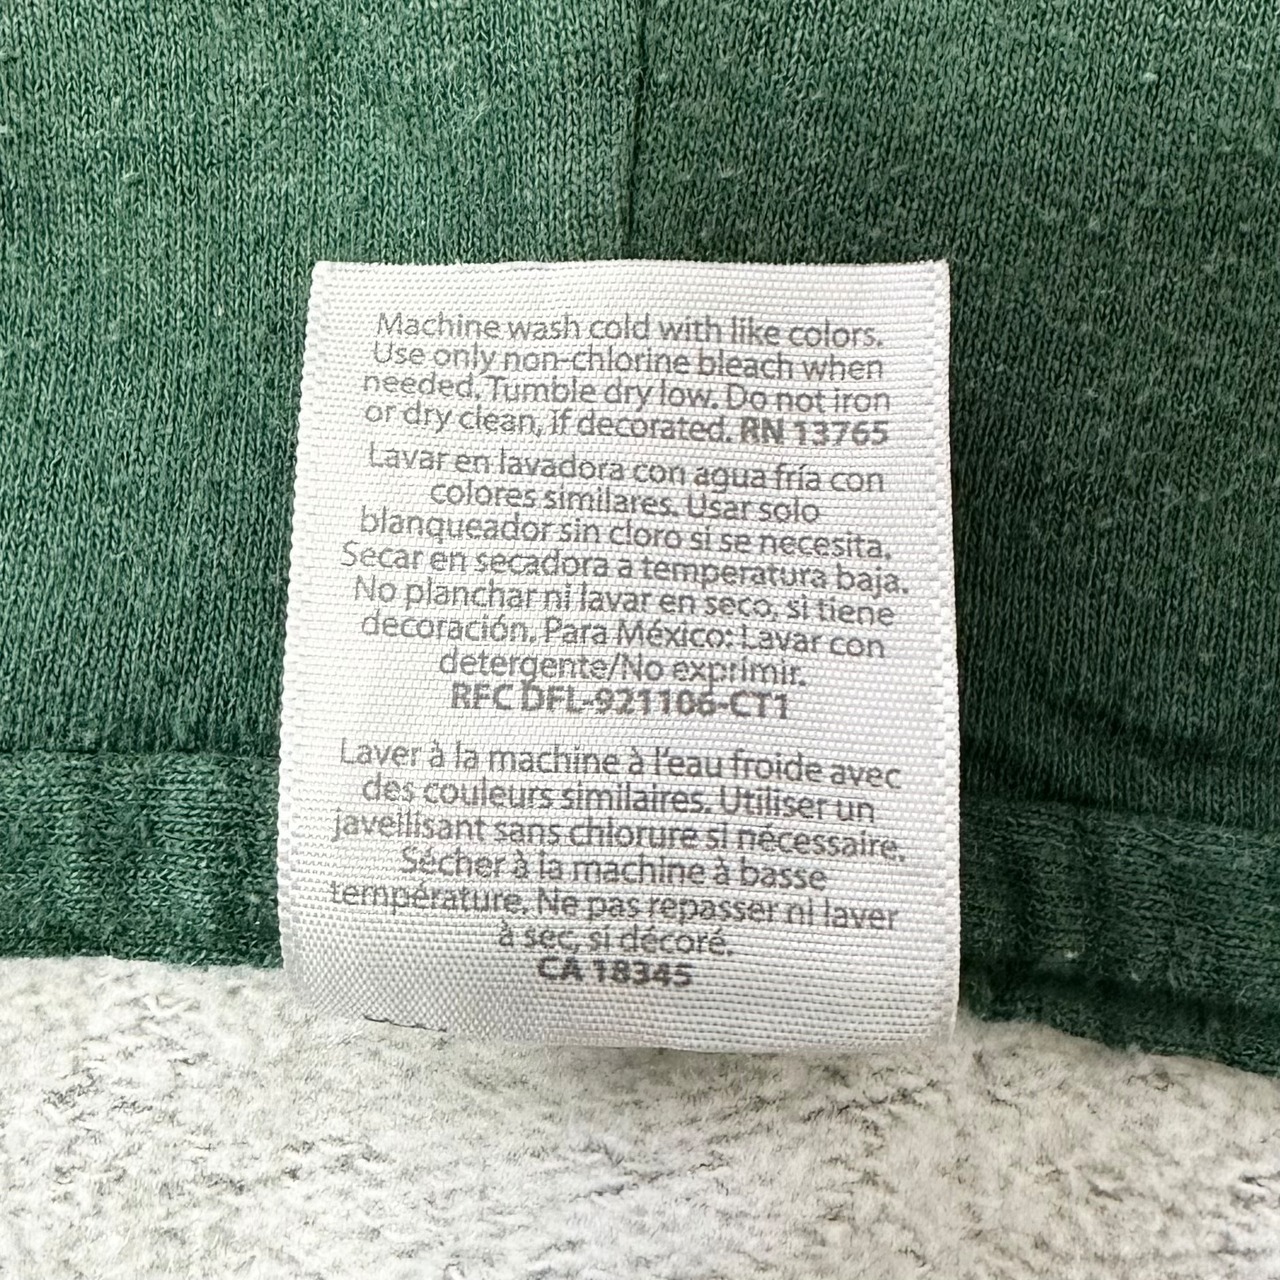 Machine wash cold with like colors.
Use only non-chlorine bleach when
needed. Tumble dry low. Do not iron
or dry clean, if decorated. RN 13765
Lavar en lavadora con agua fría con
colores similares. Usar solo
blanqueador sin cloro si se necesita.
Secar en secadora a temperatura baja.
No planchar ni lavar en seco, si tiene
decoración. Para México: Lavar con
detergente/No exprimir.
RFC DFL-921106-CT1
Laver à la machine à l'eau froide avec
des couleurs similaires. Utiliser un
javellisant sans chlorure si nécessaire.
Sécher à la machine à basse
température. Ne pas repasser ni laver
à sec, si décoré.
CA 18345